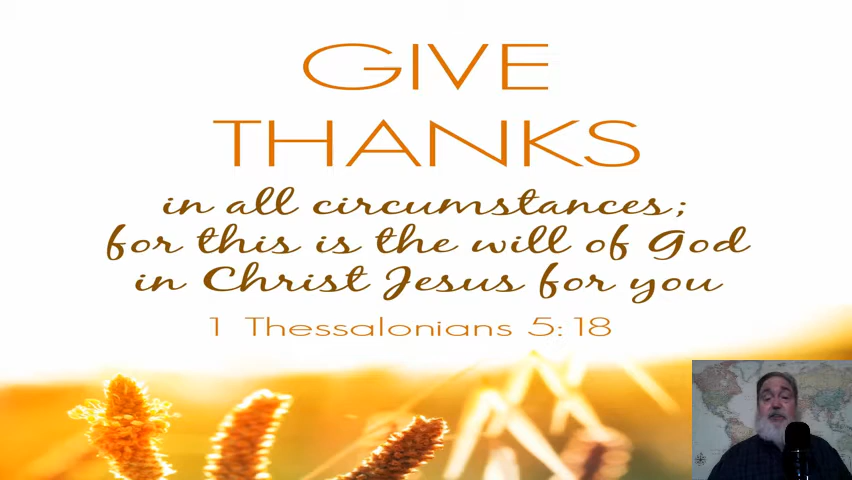 GIVE
THANKS
in all circumstances;
for this is the will of God
in Christ Jesus for you
1 Thessalonians 5:18